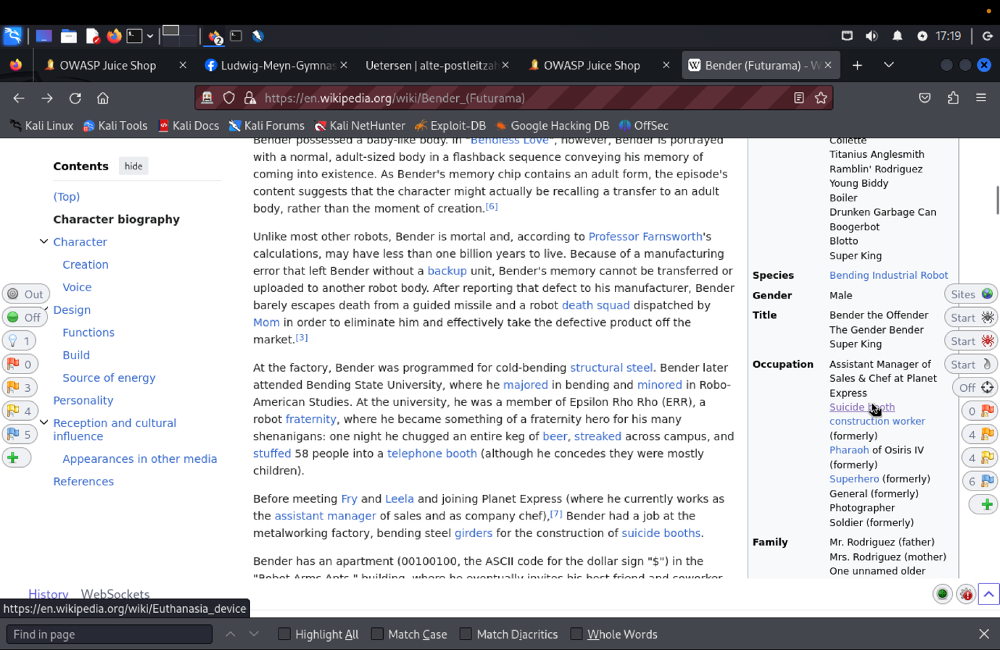 17:19
OWASP Juice Shop
Ludwig-Meyn-Gymnas
Uetersen | alte-postleitzah
OWASP Juice Shop
Bender (Futurama) - W
https://en.wikipedia.org/wiki/Bender_(Futurama)
Kali Linux
Kali Tools
Kali Docs
Kali Forums
Kali NetHunter
Exploit-DB
Google Hacking DB
OffSec
Contents
hide
(Top)
Character biography
Character
Creation
Voice
Design
Functions
Build
Source of energy
Personality
Reception and cultural
influence
Appearances in other media
References
Out
Off
1
0
3
4
5
Bender possessed a baby-like body. In "Bendless Love", however, Bender is portrayed
with a normal, adult-sized body in a flashback sequence conveying his memory of
coming into existence. As Bender's memory chip contains an adult form, the episode's
content suggests that the character might actually be recalling a transfer to an adult
body, rather than the moment of creation.[6]
Unlike most other robots, Bender is mortal and, according to Professor Farnsworth's
calculations, may have less than one billion years to live. Because of a manufacturing
error that left Bender without a backup unit, Bender's memory cannot be transferred or
uploaded to another robot body. After reporting that defect to his manufacturer, Bender
barely escapes death from a guided missile and a robot death squad dispatched by
Mom in order to eliminate him and effectively take the defective product off the
market.[3]
At the factory, Bender was programmed for cold-bending structural steel. Bender later
attended Bending State University, where he majored in bending and minored in Robo-
American Studies. At the university, he was a member of Epsilon Rho Rho (ERR), a
robot fraternity, where he became something of a fraternity hero for his many
shenanigans: one night he chugged an entire keg of beer, streaked across campus, and
stuffed 58 people into a telephone booth (although he concedes they were mostly
children).
Before meeting Fry and Leela and joining Planet Express (where he currently works as
the assistant manager of sales and as company chef),[7] Bender had a job at the
metalworking factory, bending steel girders for the construction of suicide booths.
Bender has an apartment (00100100, the ASCII code for the dollar sign "$") in the
"Robot Arms Apts." building, where he eventually invites his best friend and coworker
Collette
Titanius Anglesmith
Ramblin' Rodriguez
Young Biddy
Boiler
Drunken Garbage Can
Boogerbot
Blotto
Super King
Species
Bending Industrial Robot
Gender
Male
Title
Bender the Offender
The Gender Bender
Super King
Occupation
Assistant Manager of
Sales & Chef at Planet
Express
Suicide booth
construction worker
(formerly)
Pharaoh of Osiris IV
(formerly)
Superhero (formerly)
General (formerly)
Photographer
Soldier (formerly)
Family
Mr. Rodriguez (father)
Mrs. Rodriguez (mother)
One unnamed older
Sites
Start
Start
Start
Off
0
4
4
6
History
WebSockets
https://en.wikipedia.org/wiki/Euthanasia_device
Find in page
Highlight All
Match Case
Match Diacritics
Whole Words